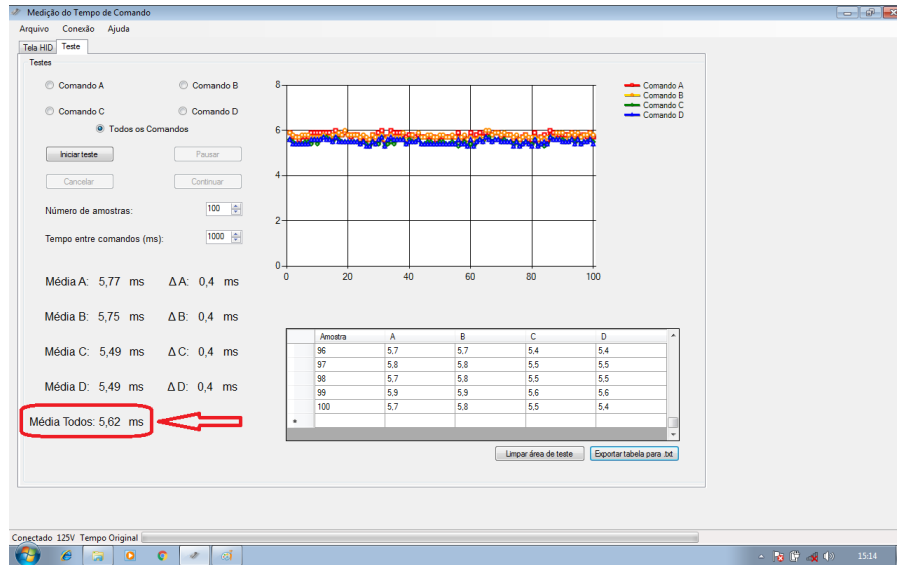 Medição do Tempo de Comando
Arquivo Conexão Ajuda
Tela HID Teste
Testes
Comando A Comando B
Comando C Comando D
Todos os Comandos
Iniciar teste Pausar
Cancelar Continuar
Número de amostras: 100
Tempo entre comandos (ms): 1000
Média A: 5,77 ms Δ A: 0,4 ms
Média B: 5,75 ms Δ B: 0,4 ms
Média C: 5,49 ms Δ C: 0,4 ms
Média D: 5,49 ms Δ D: 0,4 ms
Média Todos: 5,62 ms
8
6
4
2
0
0 20 40 60 80 100
Comando A
Comando B
Comando C
Comando D
Amostra A B C D
96 5,7 5,7 5,4 5,4
97 5,8 5,8 5,5 5,5
98 5,7 5,8 5,5 5,5
99 5,9 5,9 5,6 5,6
100 5,7 5,8 5,5 5,4
*
Limpar área de teste Exportar tabela para .txt
Conectado 125V Tempo Original
15:14